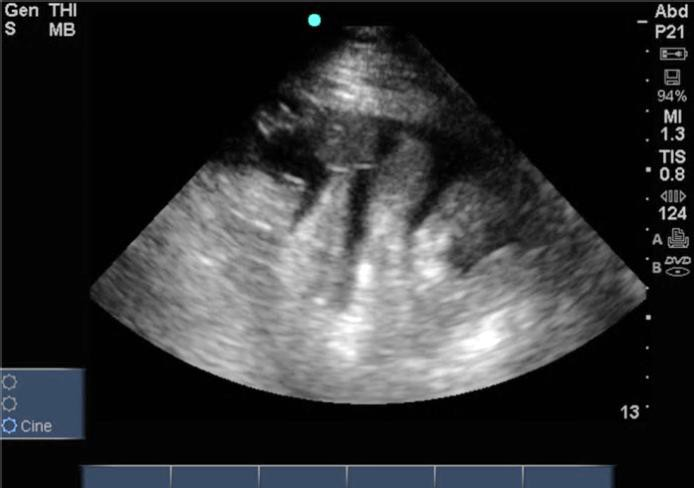 Gen THI
S MB
Abd
P21
94%
MI
1.3
TIS
0.8
124
A
B DVD
13
Cine